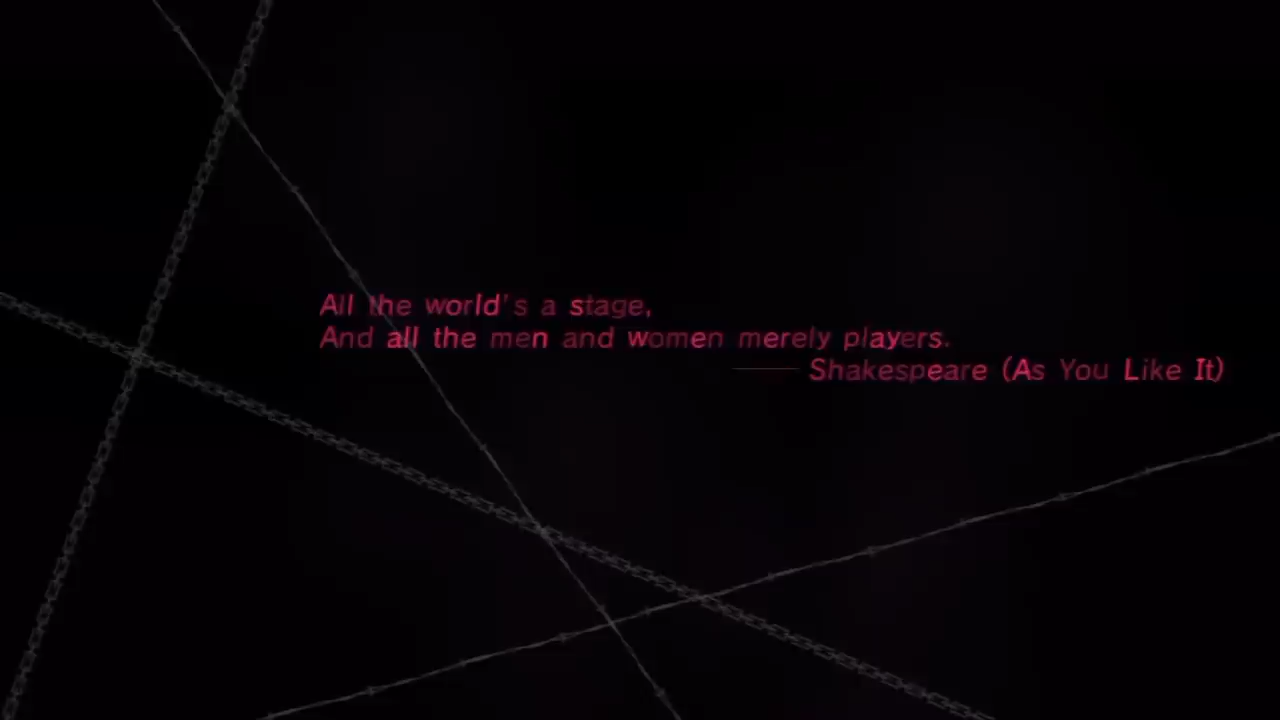 All the world's a stage,
And all the men and women merely players.
—— Shakespeare (As You Like It)